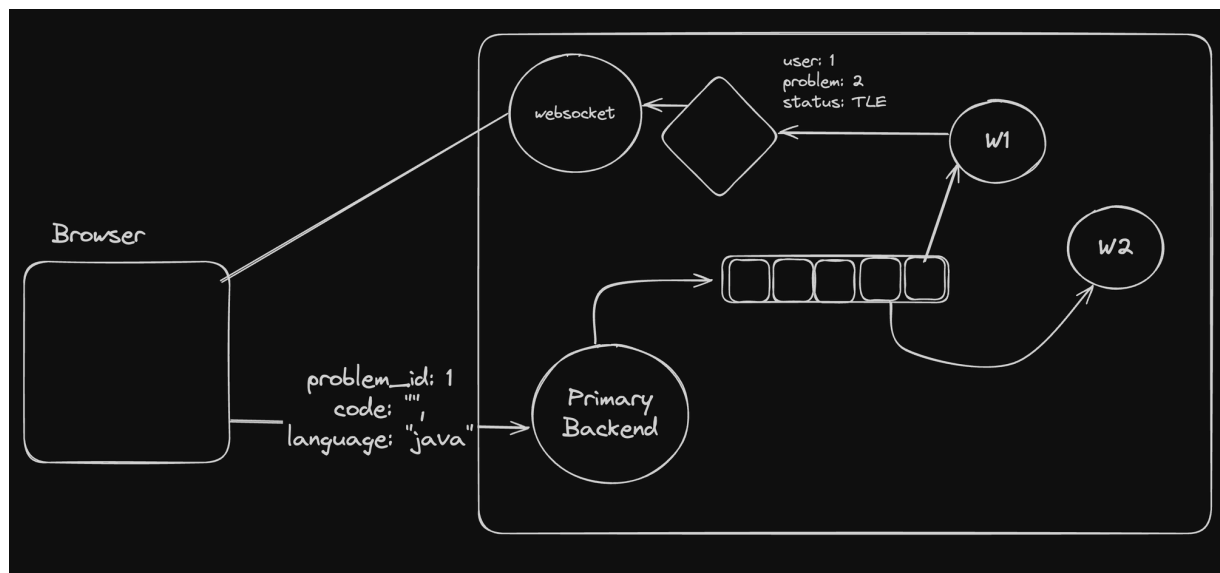 websocket
user: 1
problem: 2
status: TLE
W1
W2
Browser
problem_id: 1
code: "",
language: "java"
Primary
Backend